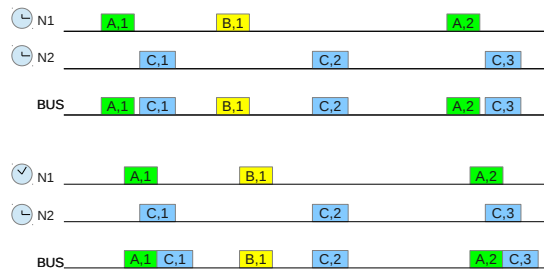 N1 A,1 B,1 A,2
N2 C,1 C,2 C,3
BUS A,1 C,1 B,1 C,2 A,2 C,3
N1 A,1 B,1 A,2
N2 C,1 C,2 C,3
BUS A,1 C,1 B,1 C,2 A,2 C,3